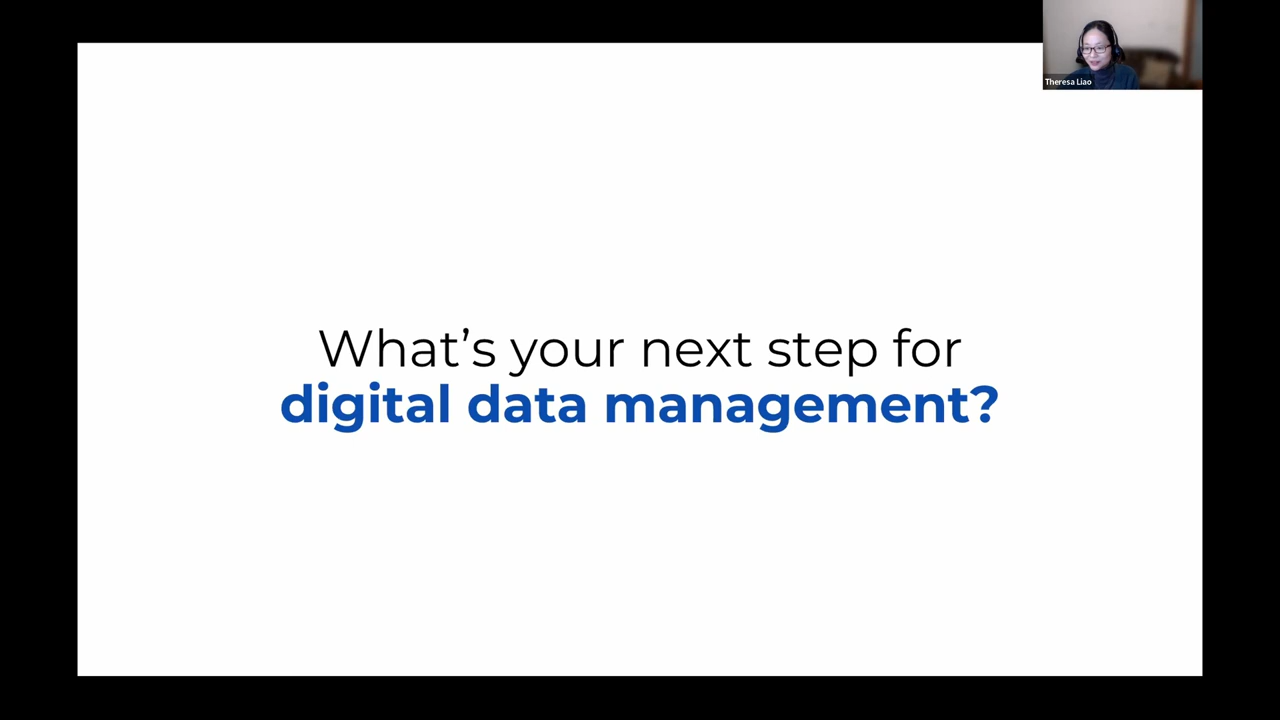 Theresa Liao
What’s your next step for
digital data management?